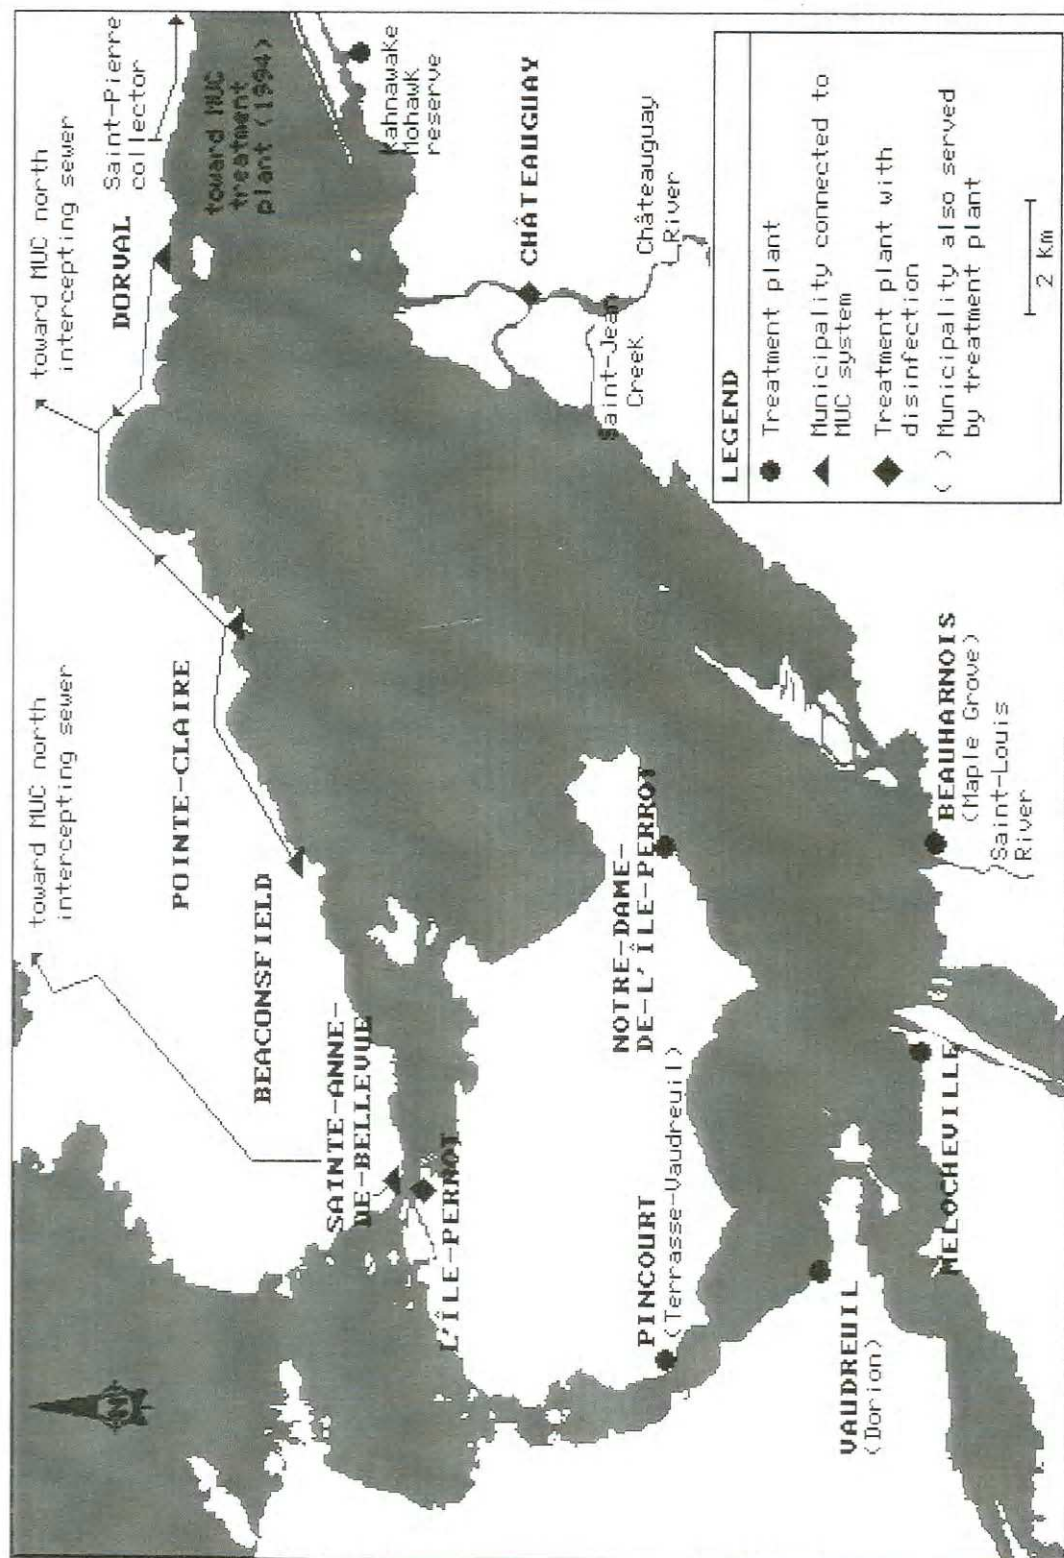 toward MUC north
intercepting sewer
toward MUC north
intercepting sewer
Saint-Pierre
collector
DORVAL
toward MUC
treatment
plant (1994)
POINTE-CLAIRE
BEACONSFIELD
SAINTE-ANNE-
DE-BELLEVUE
Kahnawake
Mohawk
reserve
L'ÎLE-PERROT
CHÂTEAUGUAY
Châteauguay
River
Saint-Jean
Creek
NOTRE-DAME-
DE-L'ÎLE-PERROT
PINCOURT
(Terrasse-Vaudreuil)
VAUDREUIL
(Dorion)
MELOCHEVILLE
BEAUHARNOIS
(Maple Grove)
Saint-Louis
River
N
LEGEND
Treatment plant
Municipality connected to
MUC system
Treatment plant with
disinfection
( ) Municipality also served
by treatment plant
2 Km